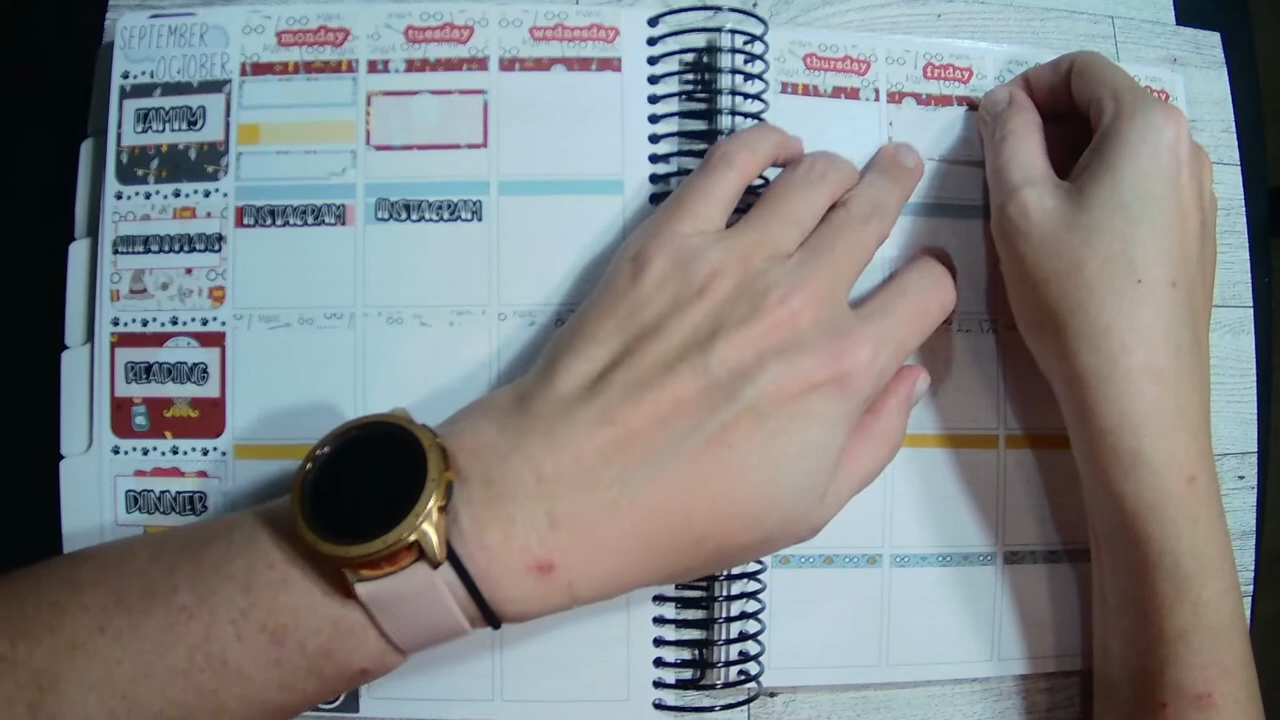 SEPTEMBER
OCTOBER
monday
tuesday
wednesday
thursday
friday
FAMILY
INSTAGRAM
INSTAGRAM
READING
DINNER